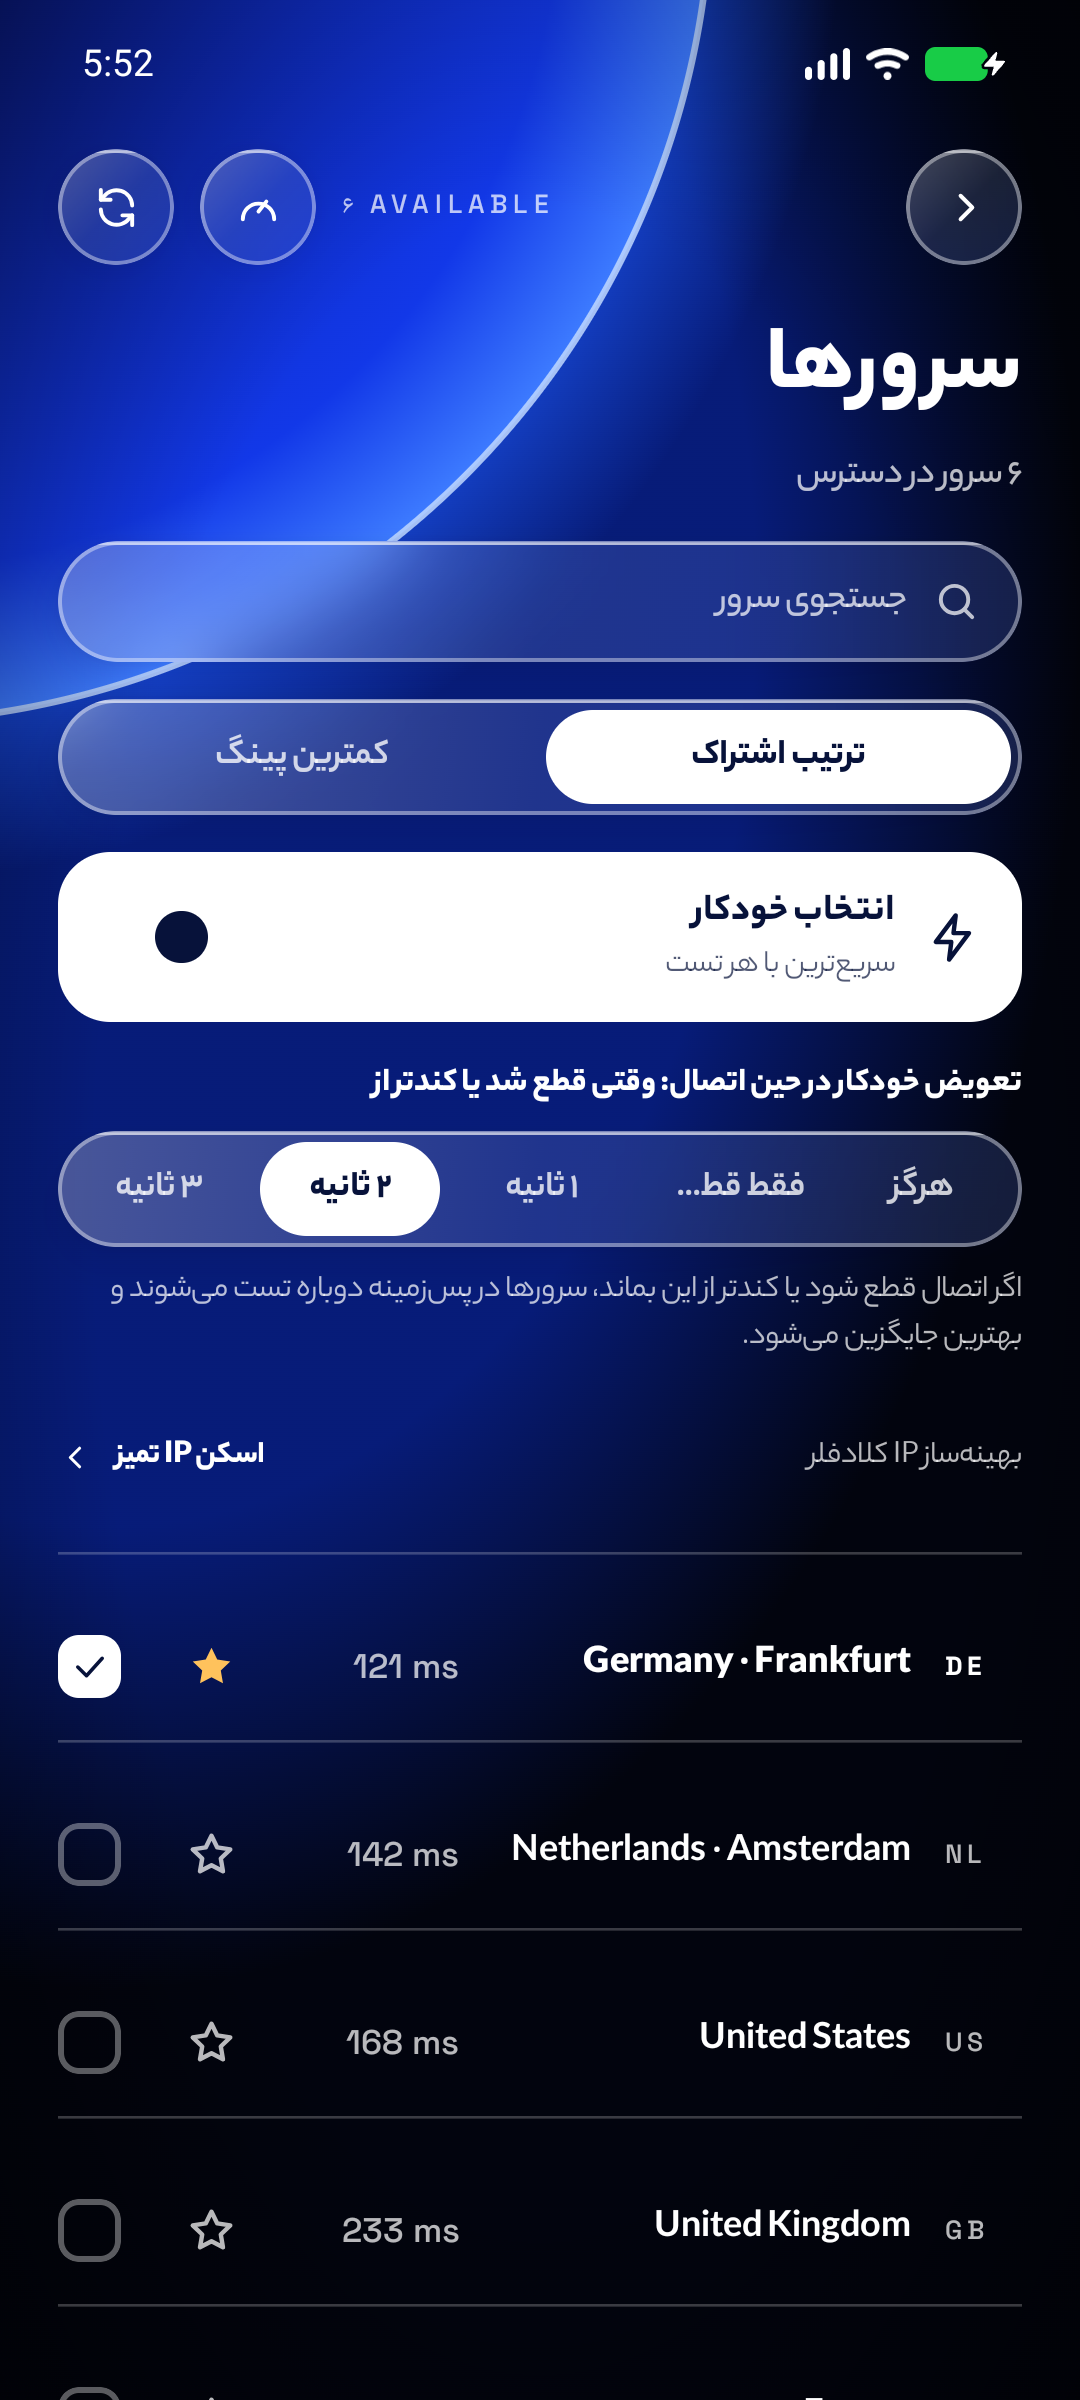 5:52
۶ AVAILABLE
سرورها
۶ سرور در دسترس
جستجوی سرور
ترتیب اشتراک
کمترین پینگ
انتخاب خودکار
سریع‌ترین با هر تست
تعویض خودکار در حین اتصال: وقتی قطع شد یا کندتر از
هرگز
فقط قط...
۱ ثانیه
۲ ثانیه
۳ ثانیه
اگر اتصال قطع شود یا کندتر از این بماند، سرورها در پس‌زمینه دوباره تست می‌شوند و
بهترین جایگزین می‌شود.
بهینه‌ساز IP کلادفلر
اسکن IP تمیز
DE Germany · Frankfurt 121 ms
NL Netherlands · Amsterdam 142 ms
US United States 168 ms
GB United Kingdom 233 ms